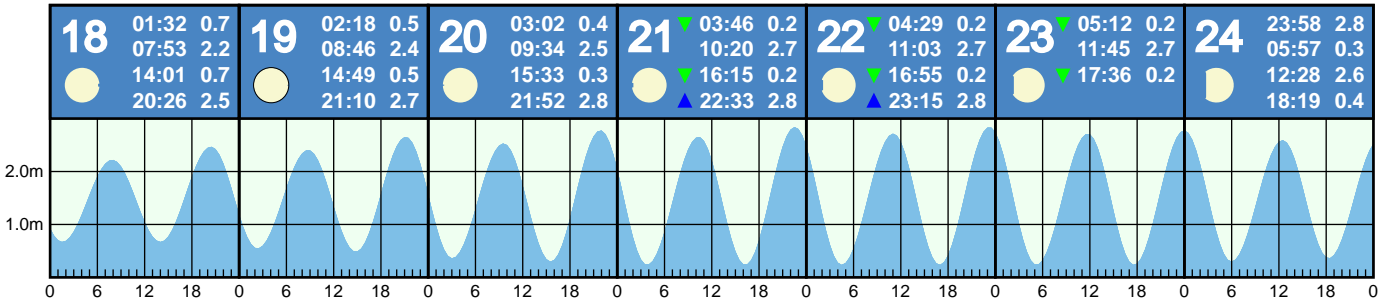 18 01:32 0.7
07:53 2.2
14:01 0.7
20:26 2.5
19 02:18 0.5
08:46 2.4
14:49 0.5
21:10 2.7
20 03:02 0.4
09:34 2.5
15:33 0.3
21:52 2.8
21 ▼ 03:46 0.2
10:20 2.7
▼ 16:15 0.2
▲ 22:33 2.8
22 ▼ 04:29 0.2
11:03 2.7
▼ 16:55 0.2
▲ 23:15 2.8
23 ▼ 05:12 0.2
11:45 2.7
▼ 17:36 0.2
24 23:58 2.8
05:57 0.3
12:28 2.6
18:19 0.4
2.0m
1.0m
0 6 12 18 0 6 12 18 0 6 12 18 0 6 12 18 0 6 12 18 0 6 12 18 0 6 12 18 0